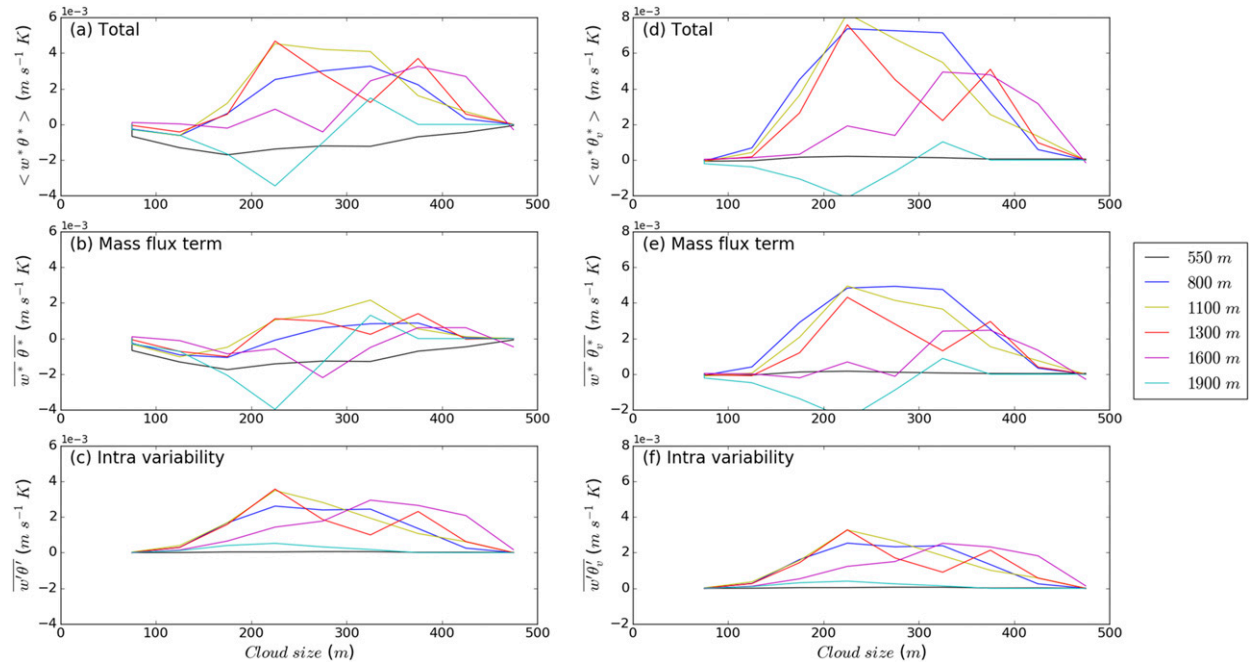 1e−3
(a) Total
6
4
2
0
−2
−4
0 100 200 300 400 500
< w* θ* > (m s⁻¹ K)
1e−3
(b) Mass flux term
6
4
2
0
−2
−4
0 100 200 300 400 500
w̅*̅ θ̅*̅ (m s⁻¹ K)
1e−3
(c) Intra variability
6
4
2
0
−2
−4
0 100 200 300 400 500
w̅'̅θ̅'̅ (m s⁻¹ K)
Cloud size (m)
1e−3
(d) Total
8
6
4
2
0
−2
0 100 200 300 400 500
< w* θv* > (m s⁻¹ K)
1e−3
(e) Mass flux term
8
6
4
2
0
−2
0 100 200 300 400 500
w̅*̅ θ̅v̅*̅ (m s⁻¹ K)
1e−3
(f) Intra variability
8
6
4
2
0
−2
0 100 200 300 400 500
w̅'̅θ̅v̅'̅ (m s⁻¹ K)
Cloud size (m)
550 m
800 m
1100 m
1300 m
1600 m
1900 m